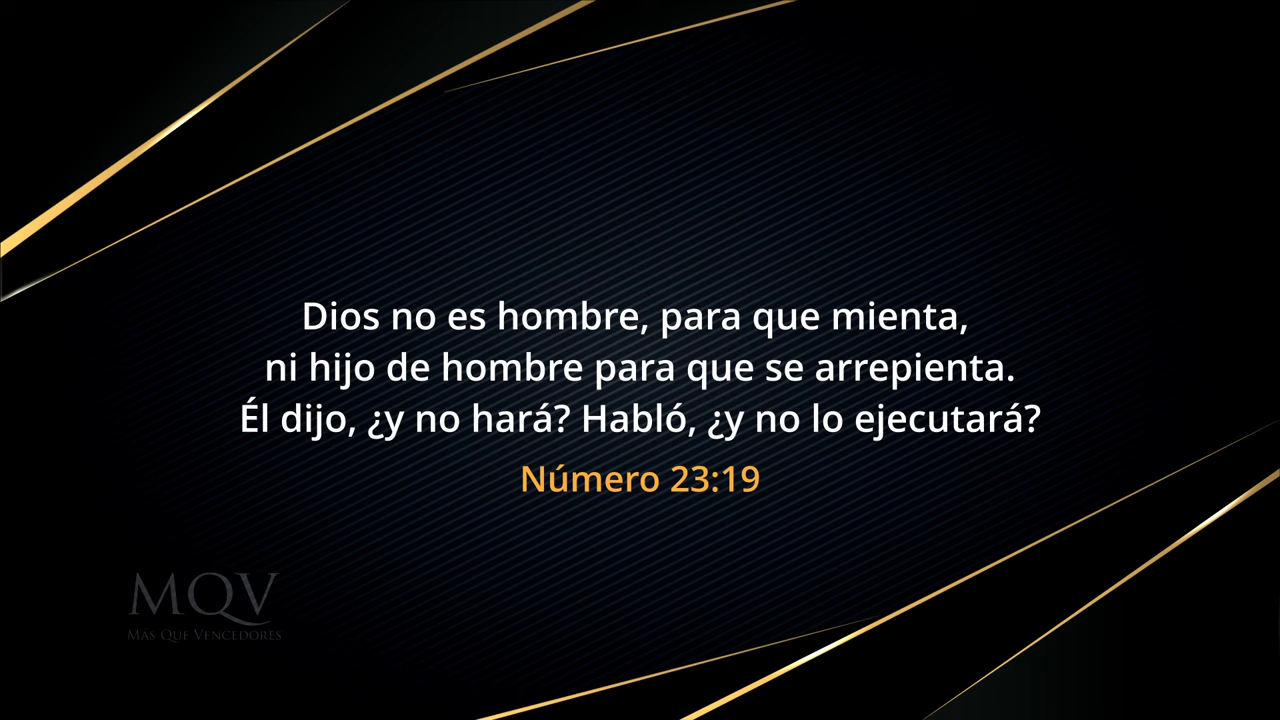 Dios no es hombre, para que mienta,
ni hijo de hombre para que se arrepienta.
Él dijo, ¿y no hará? Habló, ¿y no lo ejecutará?
Número 23:19
MQV
Más Que Vencedores